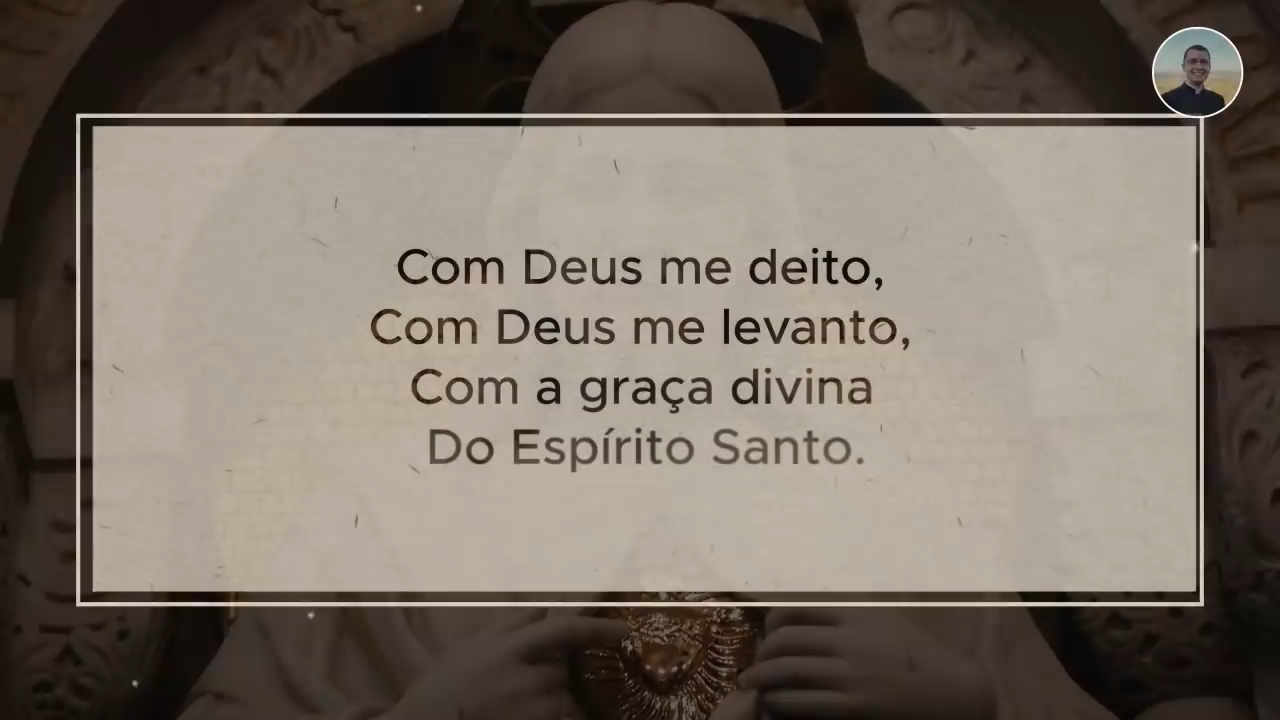 Com Deus me deito,
Com Deus me levanto,
Com a graça divina
Do Espírito Santo.